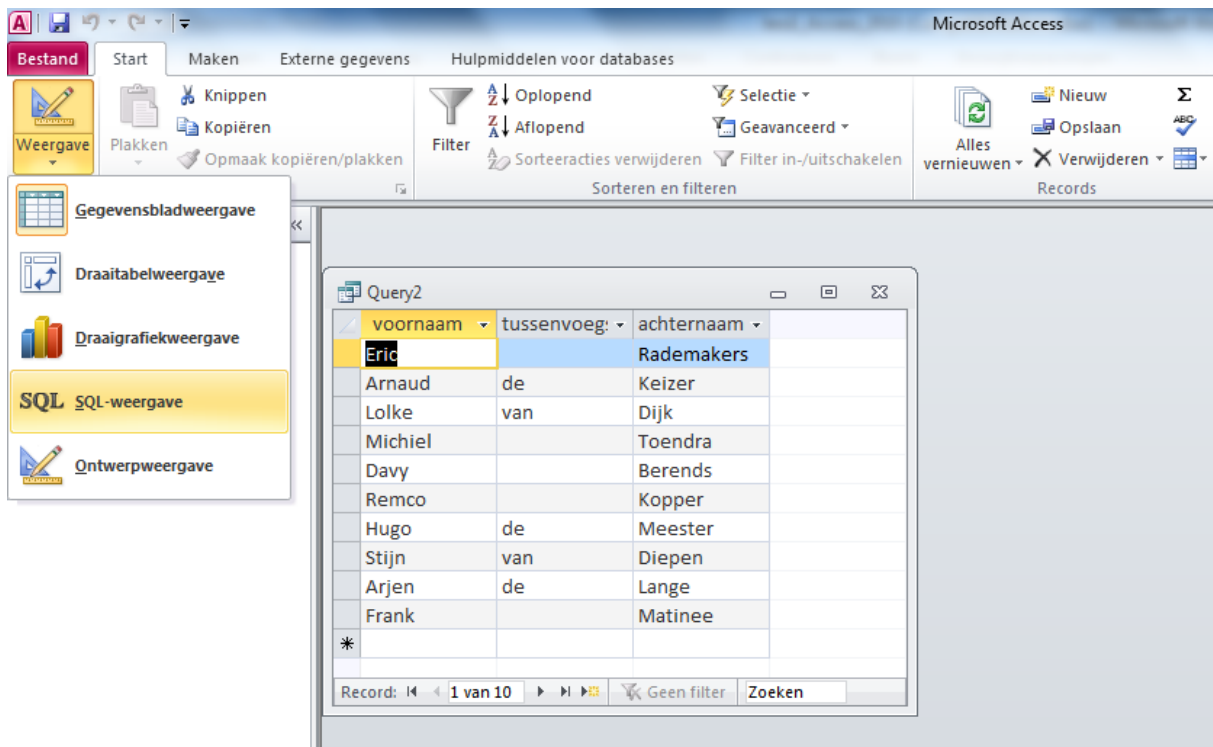 A Microsoft Access
Bestand Start Maken Externe gegevens Hulpmiddelen voor databases
Weergave
Plakken
Knippen
Kopiëren
Opmaak kopiëren/plakken
Filter
Oplopend
Aflopend
Sorteeracties verwijderen
Selectie
Geavanceerd
Filter in-/uitschakelen
Sorteren en filteren
Alles
vernieuwen
Nieuw
Opslaan
Verwijderen
Σ
ABC
Records
Gegevensbladweergave
Draaitabelweergave
Draaigrafiekweergave
SQL SQL-weergave
Ontwerpweergave
«
Query2
voornaam tussenvoeg: achternaam
Eric Rademakers
Arnaud de Keizer
Lolke van Dijk
Michiel Toendra
Davy Berends
Remco Kopper
Hugo de Meester
Stijn van Diepen
Arjen de Lange
Frank Matinee
Record: 1 van 10 Geen filter Zoeken